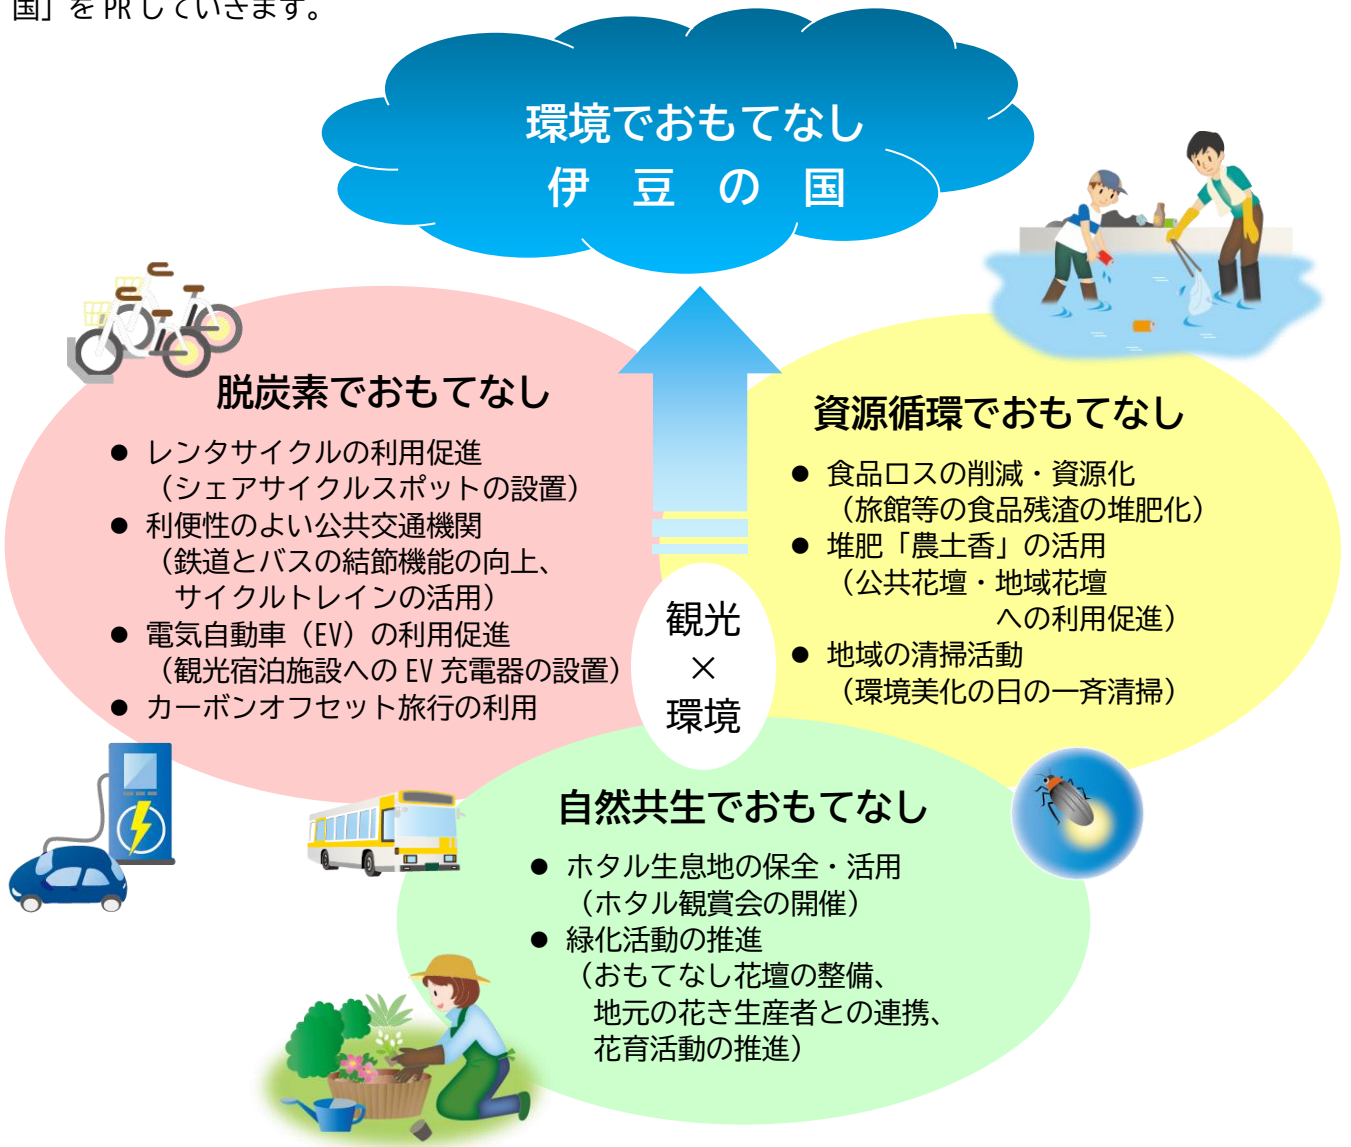 国」を PR していきます。
環境でおもてなし
伊 豆 の 国
脱炭素でおもてなし
● レンタサイクルの利用促進
（シェアサイクルスポットの設置）
● 利便性のよい公共交通機関
（鉄道とバスの結節機能の向上、
サイクルトレインの活用）
● 電気自動車（EV）の利用促進
（観光宿泊施設への EV 充電器の設置）
● カーボンオフセット旅行の利用
資源循環でおもてなし
● 食品ロスの削減・資源化
（旅館等の食品残渣の堆肥化）
● 堆肥「農土香」の活用
（公共花壇・地域花壇
への利用促進）
● 地域の清掃活動
（環境美化の日の一斉清掃）
観光
×
環境
自然共生でおもてなし
● ホタル生息地の保全・活用
（ホタル観賞会の開催）
● 緑化活動の推進
（おもてなし花壇の整備、
地元の花き生産者との連携、
花育活動の推進）